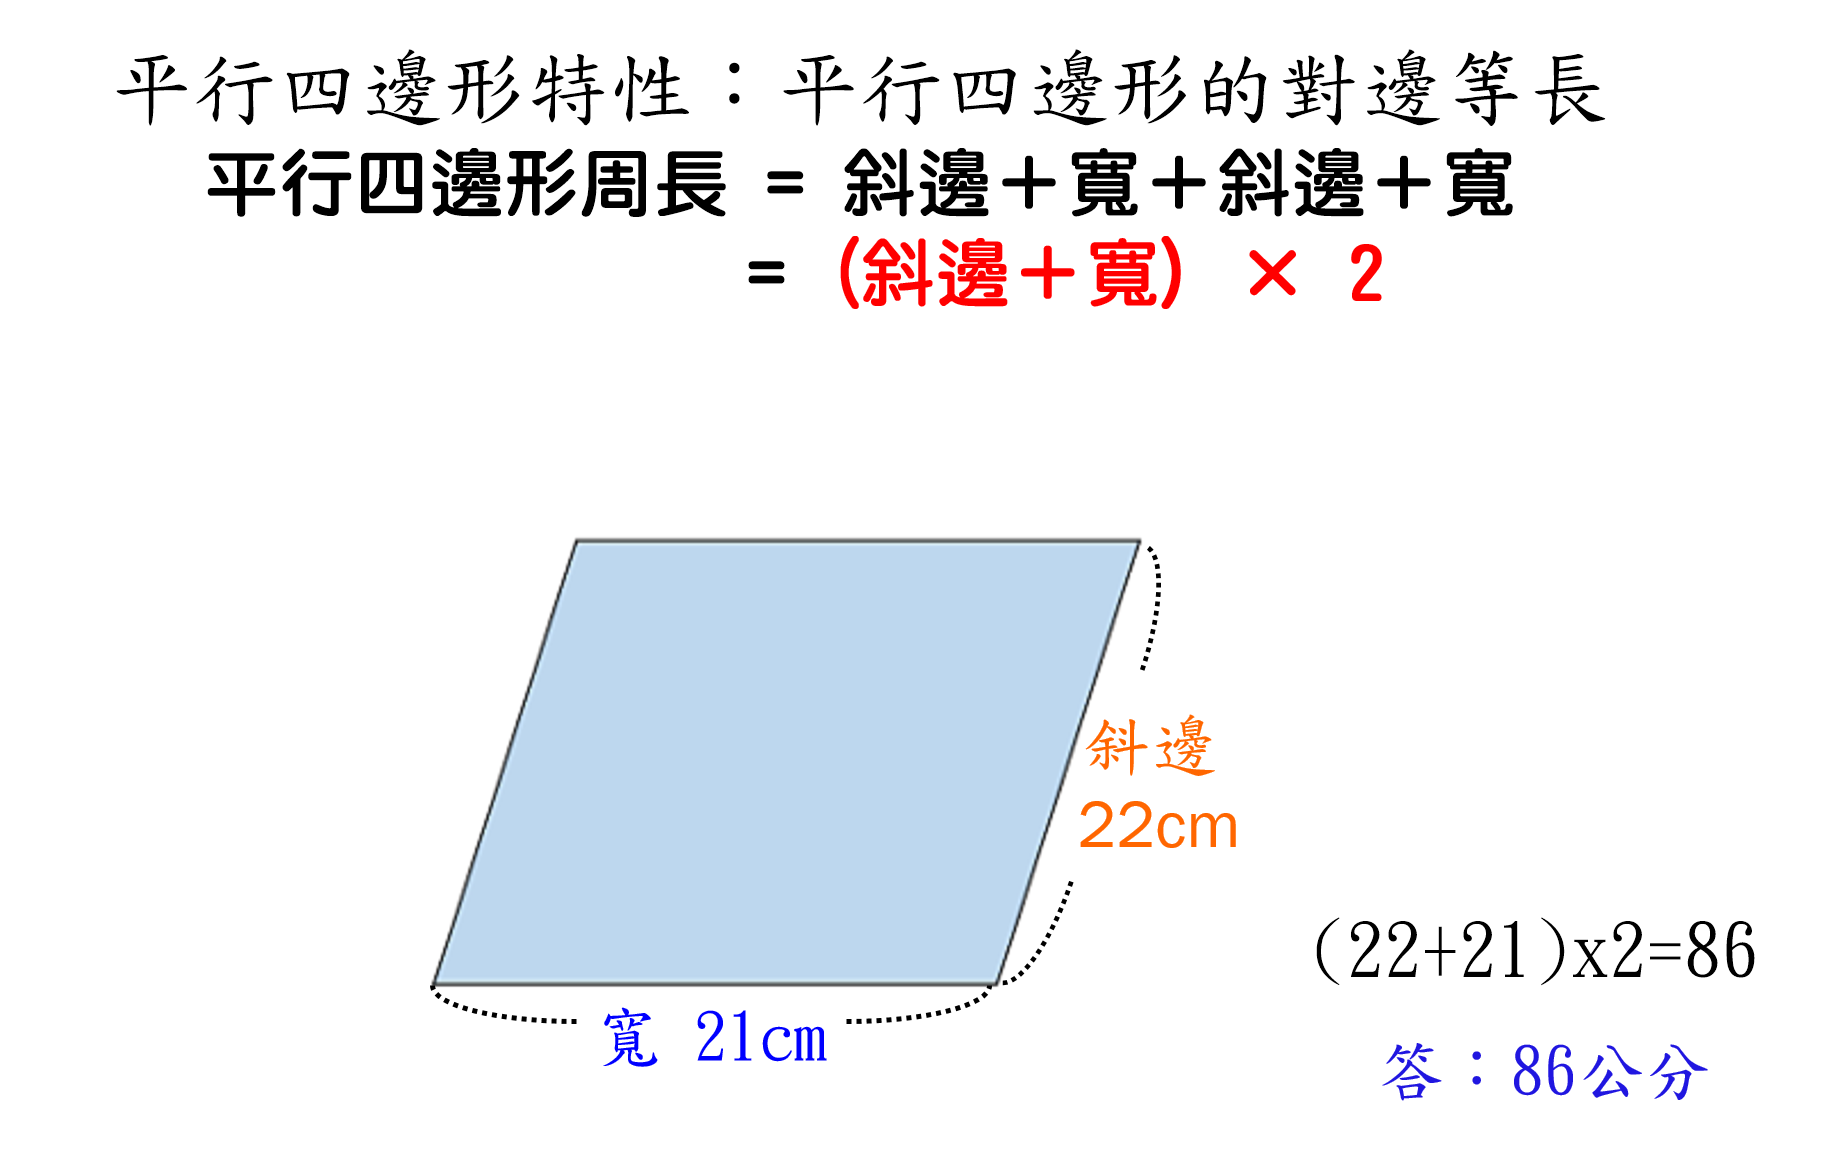 平行四邊形特性：平行四邊形的對邊等長
平行四邊形周長 = 斜邊＋寬＋斜邊＋寬
= (斜邊＋寬) × 2
斜邊
22cm
寬 21cm
(22+21)x2=86
答：86公分